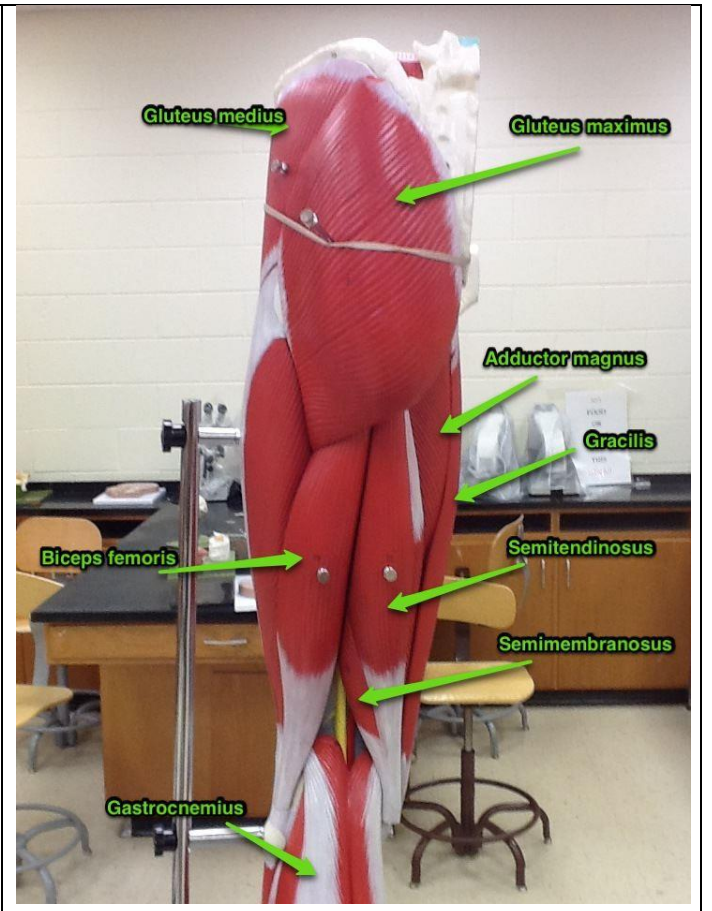 Gluteus medius
Gluteus maximus
Adductor magnus
Gracilis
Biceps femoris
Semitendinosus
Semimembranosus
Gastrocnemius